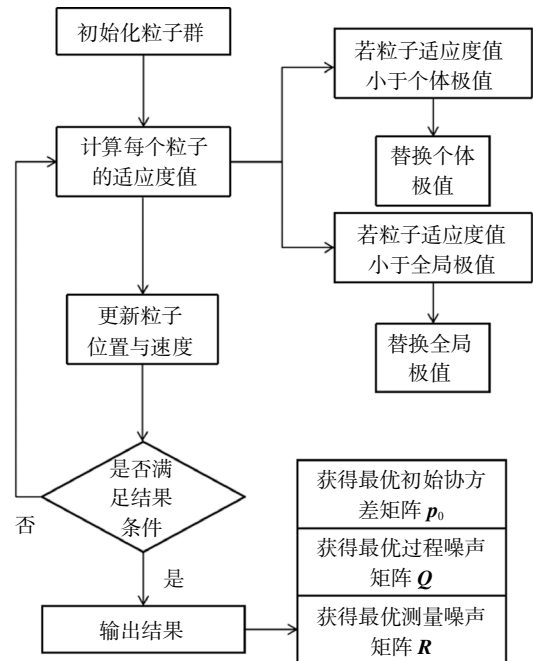 初始化粒子群
若粒子适应度值
小于个体极值
计算每个粒子
的适应度值
替换个体
极值
若粒子适应度值
小于全局极值
更新粒子
位置与速度
替换全局
极值
是否满
足结果
条件
否
是
获得最优初始协方
差矩阵 p₀
获得最优过程噪声
矩阵 Q
输出结果
获得最优测量噪声
矩阵 R